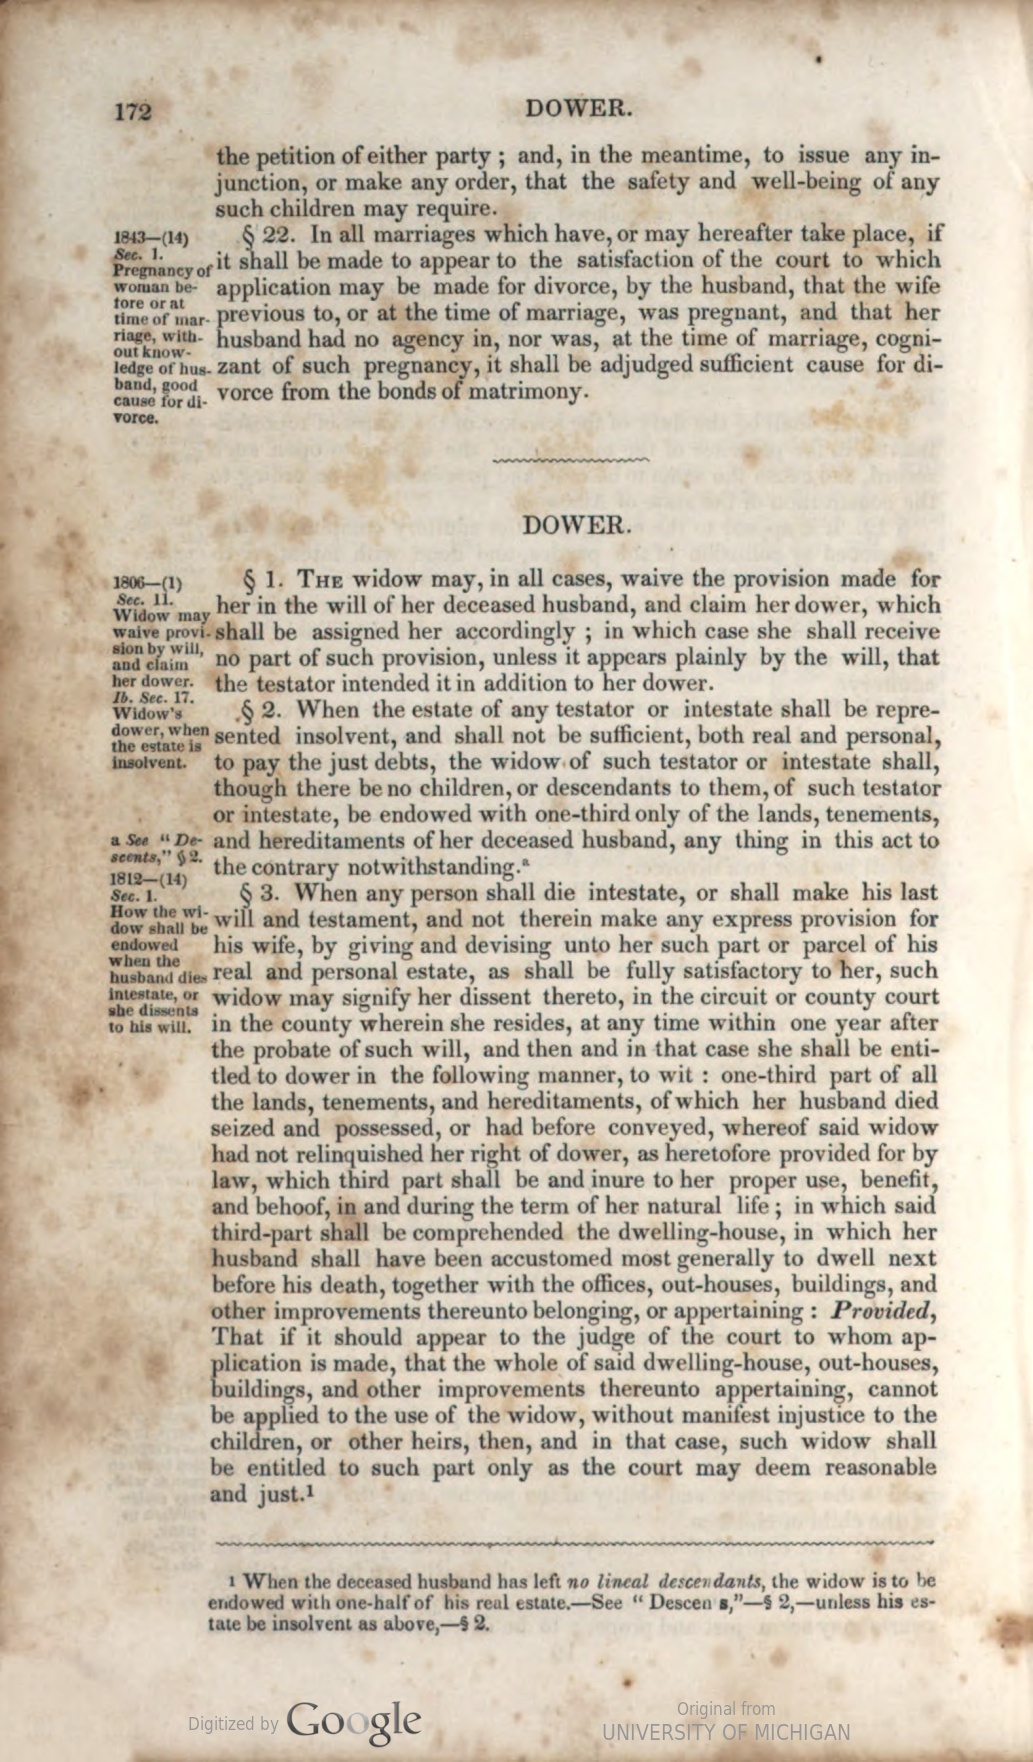 172
DOWER.
the petition of either party ; and, in the meantime, to issue any in-
junction, or make any order, that the safety and well-being of any
such children may require.
1843—(14)
Sec. 1.
Pregnancy of
woman be-
fore or at
time of mar-
riage, with-
out know-
ledge of hus-
band, good
cause for di-
vorce.
§ 22. In all marriages which have, or may hereafter take place, if
it shall be made to appear to the satisfaction of the court to which
application may be made for divorce, by the husband, that the wife
previous to, or at the time of marriage, was pregnant, and that her
husband had no agency in, nor was, at the time of marriage, cogni-
zant of such pregnancy, it shall be adjudged sufficient cause for di-
vorce from the bonds of matrimony.
DOWER.
1806—(1)
Sec. 11.
Widow may
waive provi-
sion by will,
and claim
her dower.
§ 1. THE widow may, in all cases, waive the provision made for
her in the will of her deceased husband, and claim her dower, which
shall be assigned her accordingly ; in which case she shall receive
no part of such provision, unless it appears plainly by the will, that
the testator intended it in addition to her dower.
Ib. Sec. 17.
Widow's
dower, when
the estate is
insolvent.
§ 2. When the estate of any testator or intestate shall be repre-
sented insolvent, and shall not be sufficient, both real and personal,
to pay the just debts, the widow of such testator or intestate shall,
though there be no children, or descendants to them, of such testator
or intestate, be endowed with one-third only of the lands, tenements,
and hereditaments of her deceased husband, any thing in this act to
the contrary notwithstanding.a
a See "De-
scents," § 2.
1812—(14)
Sec. 1.
How the wi-
dow shall be
endowed
when the
husband dies
intestate, or
she dissents
to his will.
§ 3. When any person shall die intestate, or shall make his last
will and testament, and not therein make any express provision for
his wife, by giving and devising unto her such part or parcel of his
real and personal estate, as shall be fully satisfactory to her, such
widow may signify her dissent thereto, in the circuit or county court
in the county wherein she resides, at any time within one year after
the probate of such will, and then and in that case she shall be enti-
tled to dower in the following manner, to wit : one-third part of all
the lands, tenements, and hereditaments, of which her husband died
seized and possessed, or had before conveyed, whereof said widow
had not relinquished her right of dower, as heretofore provided for by
law, which third part shall be and inure to her proper use, benefit,
and behoof, in and during the term of her natural life ; in which said
third-part shall be comprehended the dwelling-house, in which her
husband shall have been accustomed most generally to dwell next
before his death, together with the offices, out-houses, buildings, and
other improvements thereunto belonging, or appertaining : Provided,
That if it should appear to the judge of the court to whom ap-
plication is made, that the whole of said dwelling-house, out-houses,
buildings, and other improvements thereunto appertaining, cannot
be applied to the use of the widow, without manifest injustice to the
children, or other heirs, then, and in that case, such widow shall
be entitled to such part only as the court may deem reasonable
and just.1
1 When the deceased husband has left no lineal descendants, the widow is to be
endowed with one-half of his real estate.—See " Descen s,"—§ 2,—unless his es-
tate be insolvent as above,—§ 2.
Digitized by Google
Original from
UNIVERSITY OF MICHIGAN